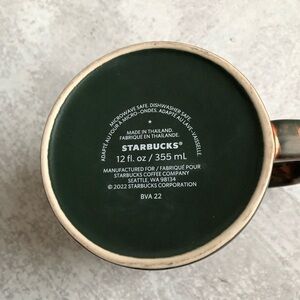 MICROWAVE SAFE. DISHWASHER SAFE.
ADAPTÉ AU FOUR À MICRO-ONDES. ADAPTÉ AU LAVE-VAISSELLE
MADE IN THAILAND.
FABRIQUÉ EN THAÏLANDE.
STARBUCKS®
12 fl. oz / 355 mL
MANUFACTURED FOR / FABRIQUÉ POUR
STARBUCKS COFFEE COMPANY
SEATTLE, WA 98134
©2022 STARBUCKS CORPORATION
BVA 22